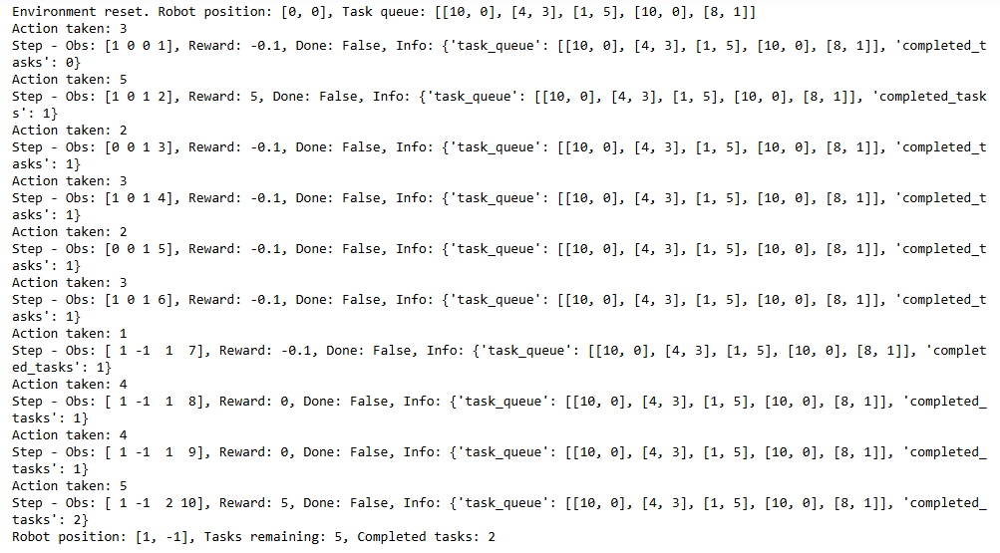 Environment reset. Robot position: [0, 0], Task queue: [[10, 0], [4, 3], [1, 5], [10, 0], [8, 1]]
Action taken: 3
Step - Obs: [1 0 0 1], Reward: -0.1, Done: False, Info: {'task_queue': [[10, 0], [4, 3], [1, 5], [10, 0], [8, 1]], 'completed_t
asks': 0}
Action taken: 5
Step - Obs: [1 0 1 2], Reward: 5, Done: False, Info: {'task_queue': [[10, 0], [4, 3], [1, 5], [10, 0], [8, 1]], 'completed_task
s': 1}
Action taken: 2
Step - Obs: [0 0 1 3], Reward: -0.1, Done: False, Info: {'task_queue': [[10, 0], [4, 3], [1, 5], [10, 0], [8, 1]], 'completed_t
asks': 1}
Action taken: 3
Step - Obs: [1 0 1 4], Reward: -0.1, Done: False, Info: {'task_queue': [[10, 0], [4, 3], [1, 5], [10, 0], [8, 1]], 'completed_t
asks': 1}
Action taken: 2
Step - Obs: [0 0 1 5], Reward: -0.1, Done: False, Info: {'task_queue': [[10, 0], [4, 3], [1, 5], [10, 0], [8, 1]], 'completed_t
asks': 1}
Action taken: 3
Step - Obs: [1 0 1 6], Reward: -0.1, Done: False, Info: {'task_queue': [[10, 0], [4, 3], [1, 5], [10, 0], [8, 1]], 'completed_t
asks': 1}
Action taken: 1
Step - Obs: [ 1 -1  1  7], Reward: -0.1, Done: False, Info: {'task_queue': [[10, 0], [4, 3], [1, 5], [10, 0], [8, 1]], 'complet
ed_tasks': 1}
Action taken: 4
Step - Obs: [ 1 -1  1  8], Reward: 0, Done: False, Info: {'task_queue': [[10, 0], [4, 3], [1, 5], [10, 0], [8, 1]], 'completed_
tasks': 1}
Action taken: 4
Step - Obs: [ 1 -1  1  9], Reward: 0, Done: False, Info: {'task_queue': [[10, 0], [4, 3], [1, 5], [10, 0], [8, 1]], 'completed_
tasks': 1}
Action taken: 5
Step - Obs: [ 1 -1  2 10], Reward: 5, Done: False, Info: {'task_queue': [[10, 0], [4, 3], [1, 5], [10, 0], [8, 1]], 'completed_
tasks': 2}
Robot position: [1, -1], Tasks remaining: 5, Completed tasks: 2